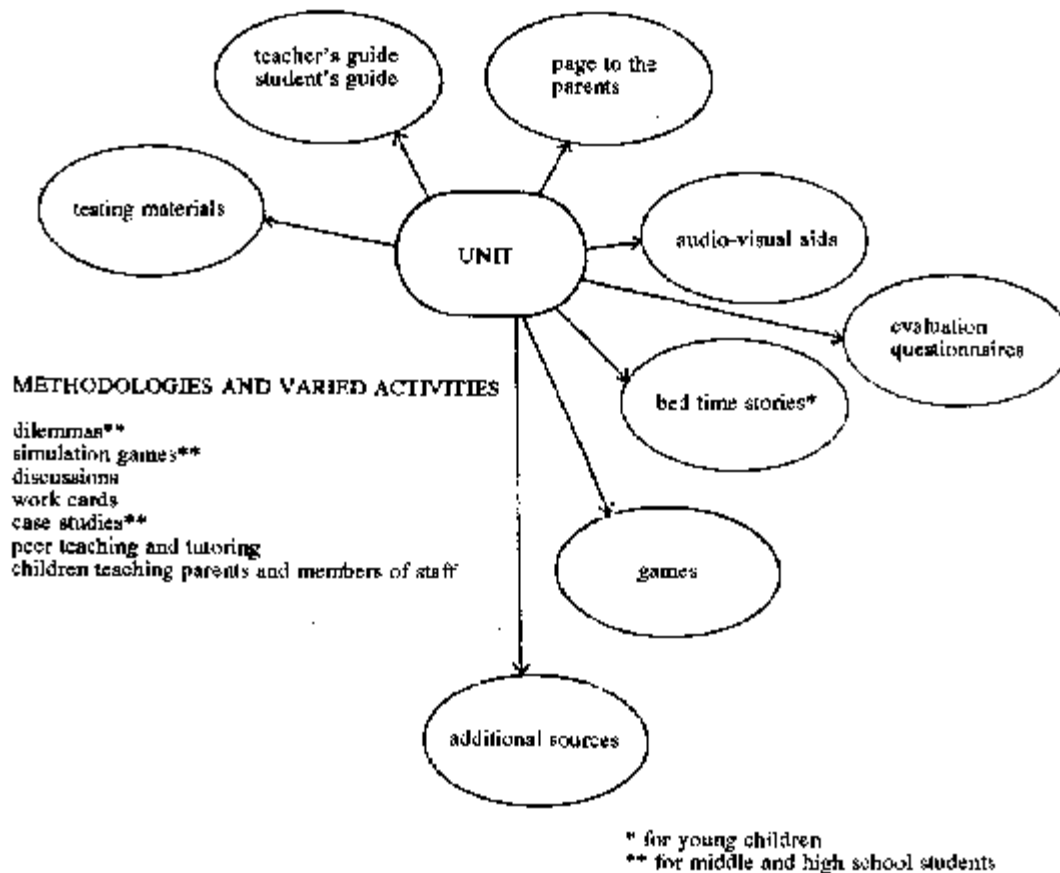 teacher's guide
student's guide
page to the
parents
testing materials
UNIT
audio-visual aids
evaluation
questionnaires
bed time stories*
METHODOLOGIES AND VARIED ACTIVITIES
dilemmas**
simulation games**
discussions
work cards
case studies**
peer teaching and tutoring
children teaching parents and members of staff
games
additional sources
* for young children
** for middle and high school students